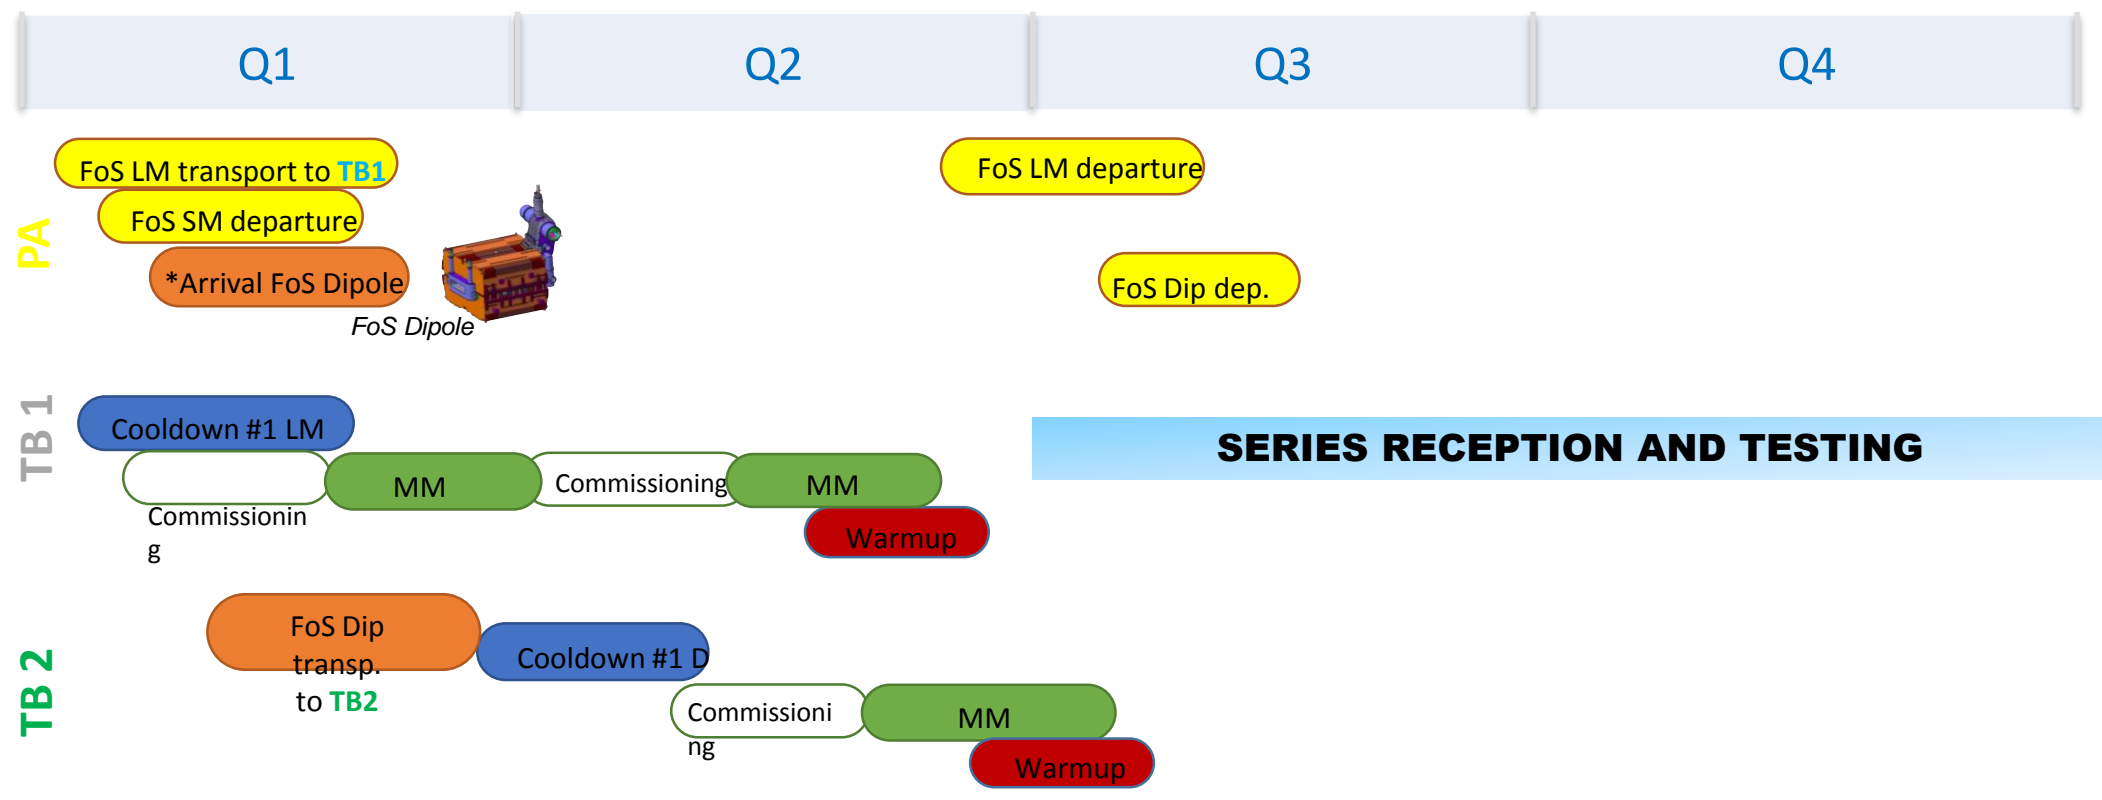 Q1
Q2
Q3
Q4
PA
FoS LM transport to TB1
FoS LM departure
FoS SM departure
*Arrival FoS Dipole
FoS Dip dep.
FoS Dipole
TB 1
Cooldown #1 LM
SERIES RECEPTION AND TESTING
MM
Commissioning
MM
Commissionin
g
Warmup
TB 2
FoS Dip
transp.
to TB2
Cooldown #1 D
Commissioni
ng
MM
Warmup